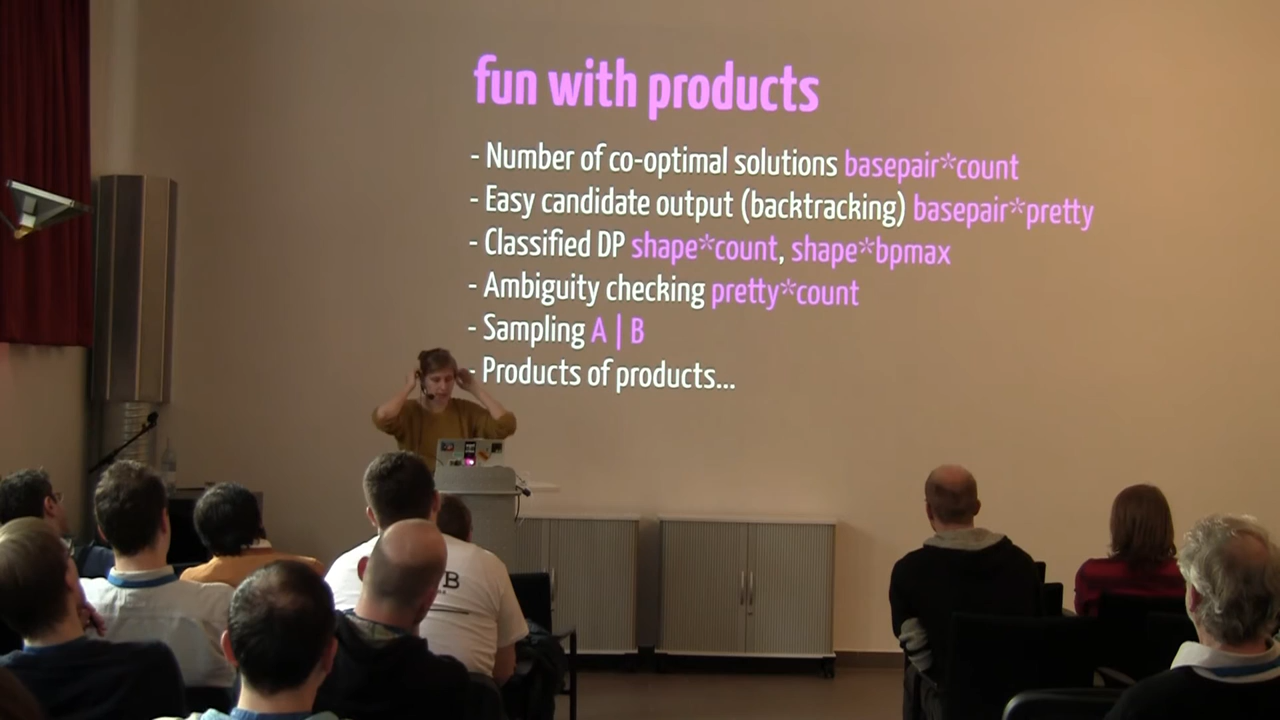 fun with products
- Number of co-optimal solutions basepair*count
- Easy candidate output (backtracking) basepair*pretty
- Classified DP shape*count, shape*bpmax
- Ambiguity checking pretty*count
- Sampling A | B
- Products of products...
B